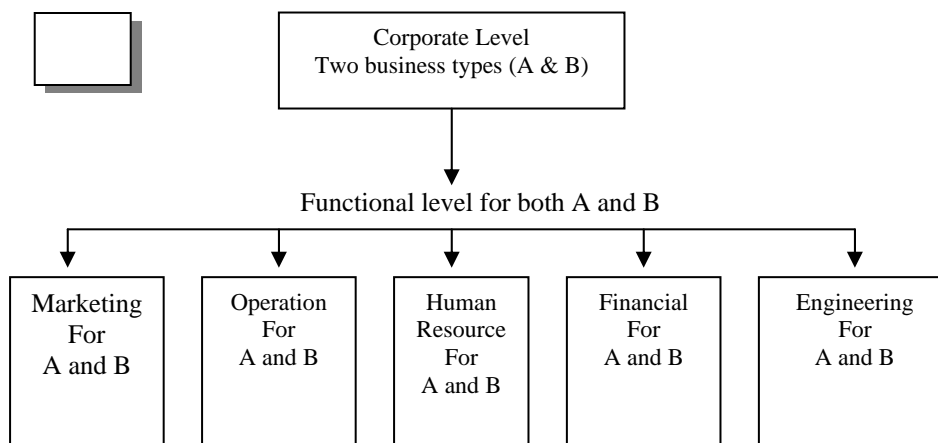 Corporate Level
Two business types (A & B)
Functional level for both A and B
Marketing
For
A and B
Operation
For
A and B
Human
Resource
For
A and B
Financial
For
A and B
Engineering
For
A and B